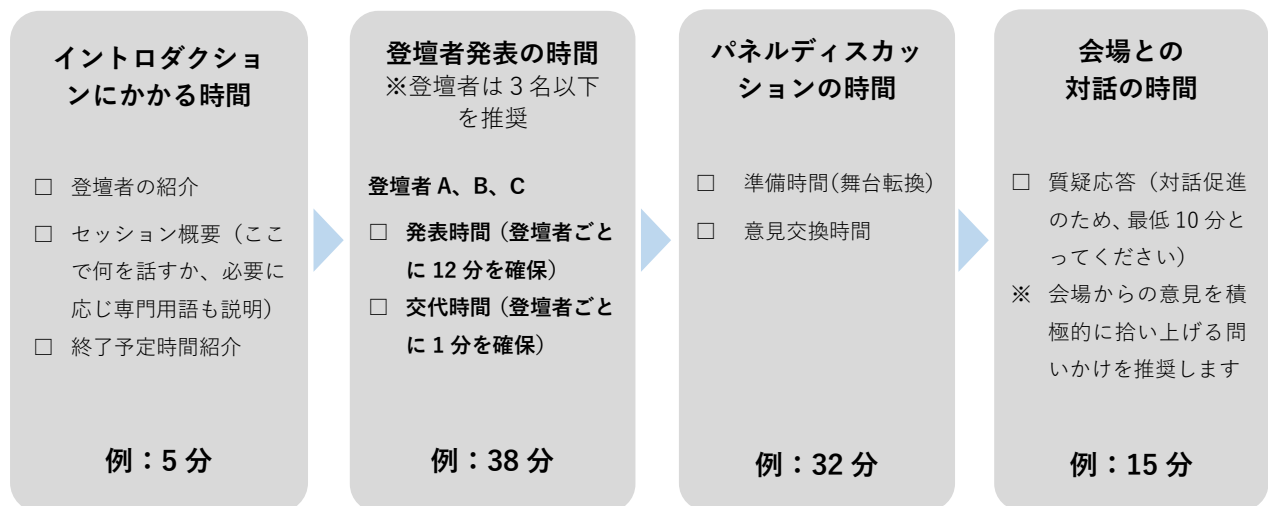 イントロダクショ
ンにかかる時間
□ 登壇者の紹介
□ セッション概要（ここ
で何を話すか、必要に
応じ専門用語も説明）
□ 終了予定時間紹介
例：5 分
登壇者発表の時間
※登壇者は 3 名以下
を推奨
登壇者 A、B、C
□ 発表時間（登壇者ごと
に 12 分を確保）
□ 交代時間（登壇者ごと
に 1 分を確保）
例：38 分
パネルディスカッ
ションの時間
□ 準備時間（舞台転換）
□ 意見交換時間
例：32 分
会場との
対話の時間
□ 質疑応答（対話促進
のため、最低 10 分と
ってください）
※ 会場からの意見を積
極的に拾い上げる問
いかけを推奨します
例：15 分